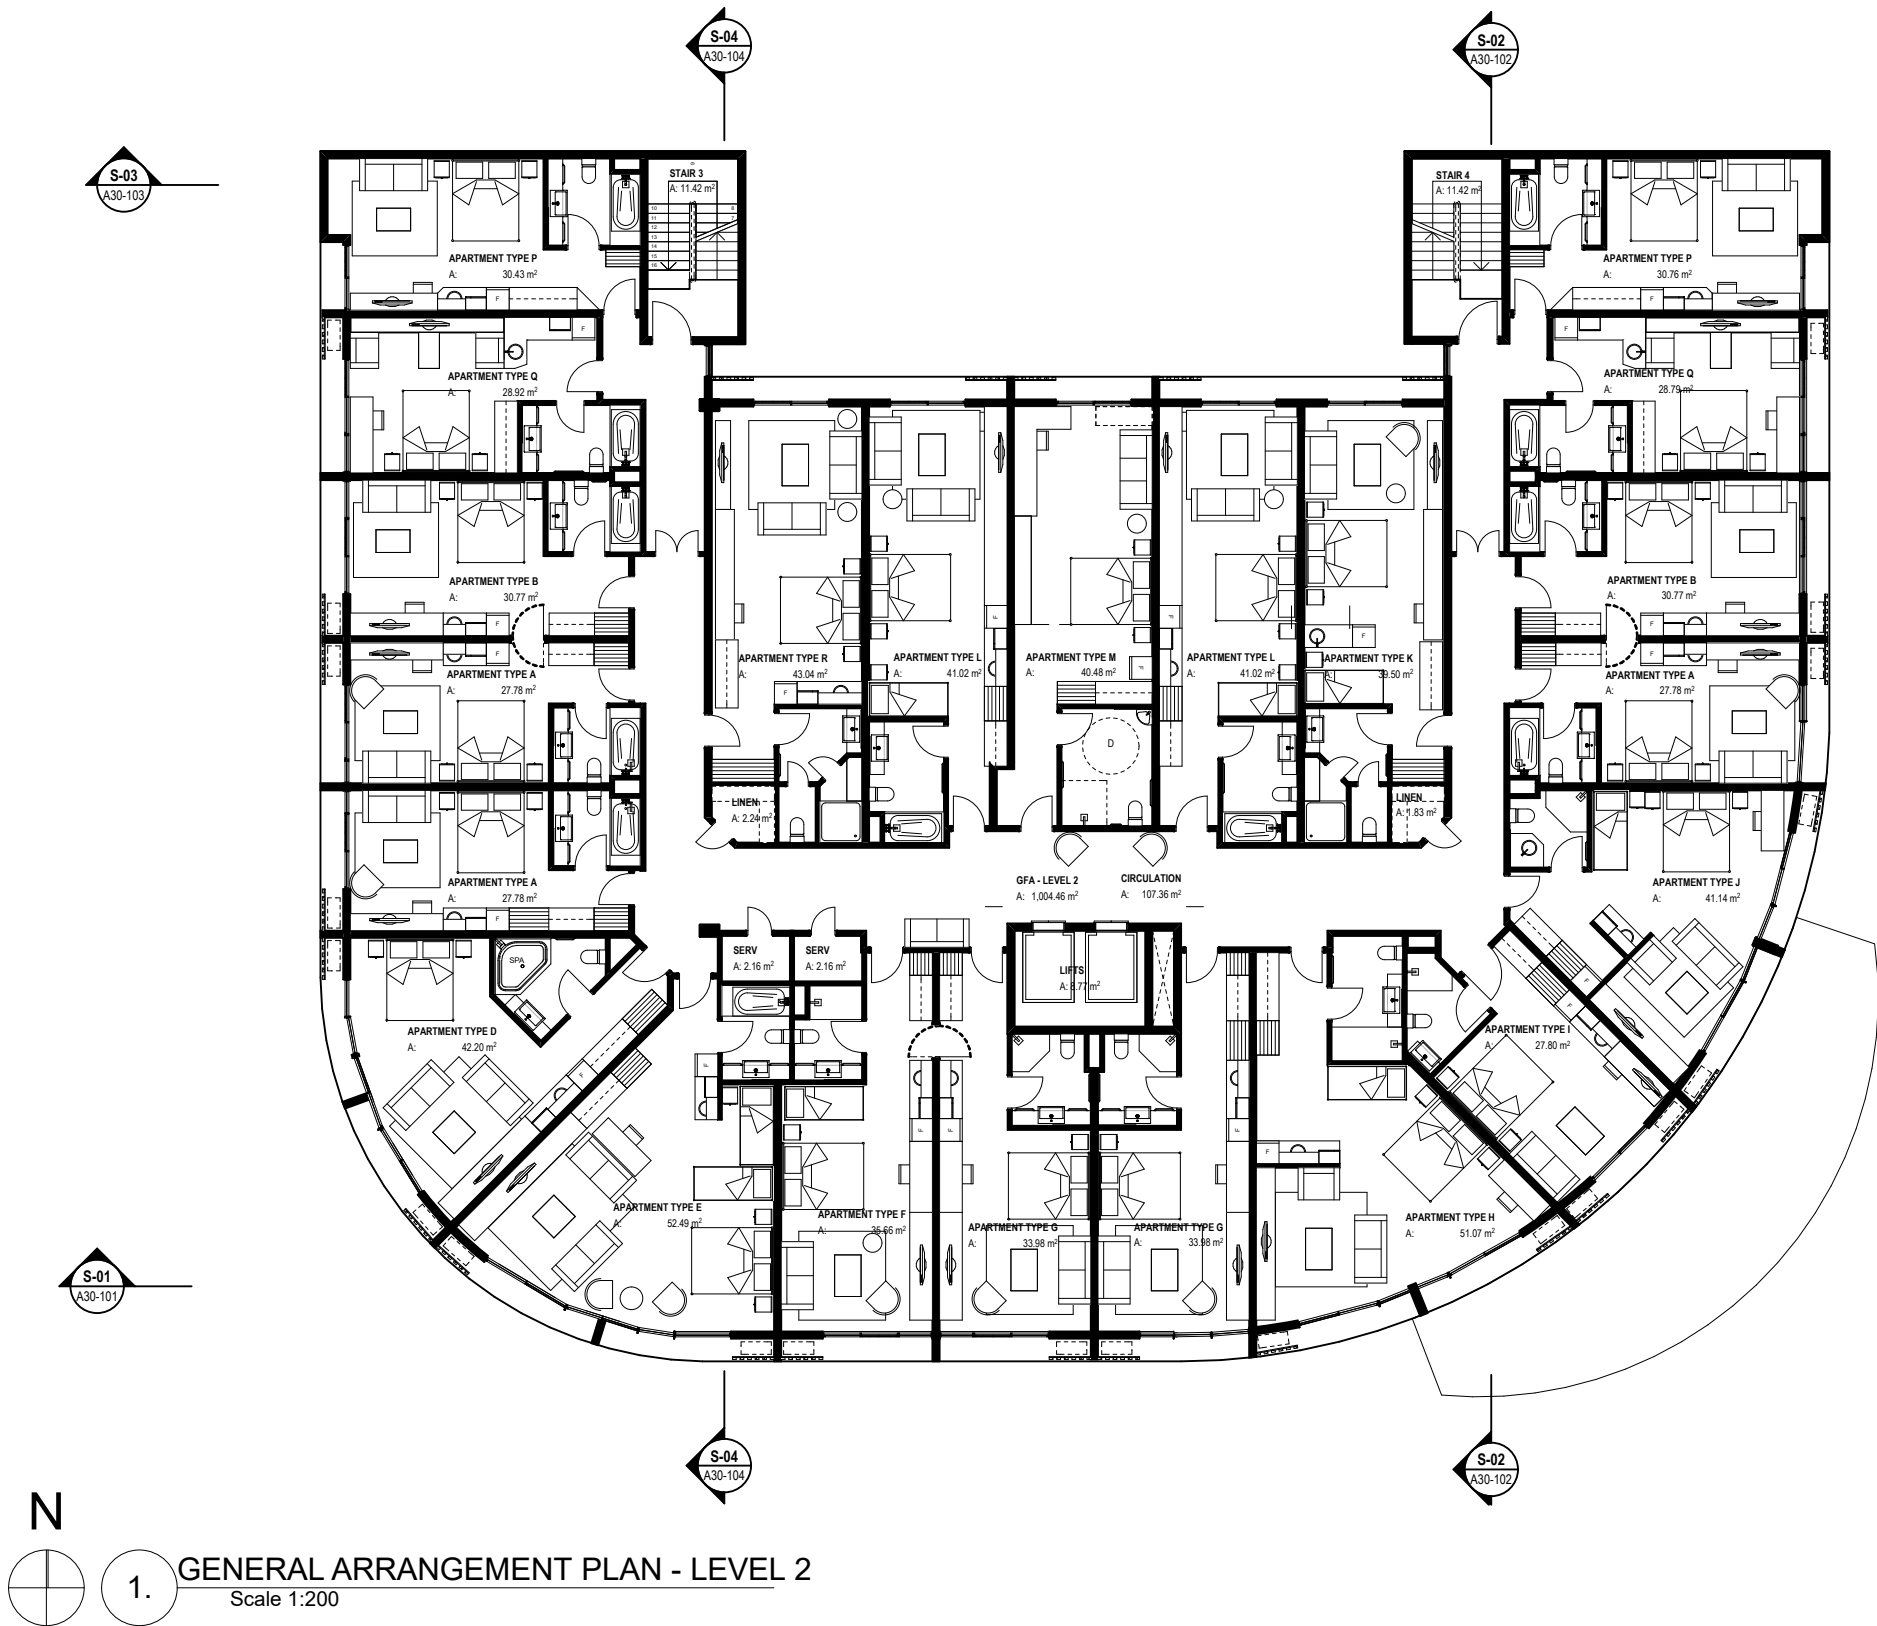 S-04
A30-104
S-02
A30-102
S-03
A30-103
STAIR 3
A: 11.42 m²
STAIR 4
A: 11.42 m²
APARTMENT TYPE P
A: 30.43 m²
F
APARTMENT TYPE P
A: 30.76 m²
F
F
APARTMENT TYPE Q
A: 28.92 m²
F
APARTMENT TYPE Q
A: 28.79 m²
APARTMENT TYPE B
A: 30.77 m²
F
APARTMENT TYPE B
A: 30.77 m²
F
F
APARTMENT TYPE A
A: 27.78 m²
F
APARTMENT TYPE A
A: 27.78 m²
APARTMENT TYPE R
A: 43.04 m²
F
APARTMENT TYPE L
A: 41.02 m²
F
APARTMENT TYPE M
A: 40.48 m²
F
D
APARTMENT TYPE L
A: 41.02 m²
F
APARTMENT TYPE K
A: 39.50 m²
F
LINEN
A: 2.24 m²
LINEN
A: 1.83 m²
APARTMENT TYPE A
A: 27.78 m²
F
GFA - LEVEL 2
A: 1,004.46 m²
CIRCULATION
A: 107.36 m²
APARTMENT TYPE J
A: 41.14 m²
F
SERV
A: 2.16 m²
SERV
A: 2.16 m²
SPA
LIFTS
A: 8.77 m²
APARTMENT TYPE D
A: 42.20 m²
F
APARTMENT TYPE I
A: 27.80 m²
F
F
APARTMENT TYPE E
A: 52.49 m²
APARTMENT TYPE F
A: 35.66 m²
F
F
APARTMENT TYPE G
A: 33.98 m²
APARTMENT TYPE G
A: 33.98 m²
F
F
APARTMENT TYPE H
A: 51.07 m²
S-01
A30-101
S-04
A30-104
S-02
A30-102
N
1.
GENERAL ARRANGEMENT PLAN - LEVEL 2
Scale 1:200